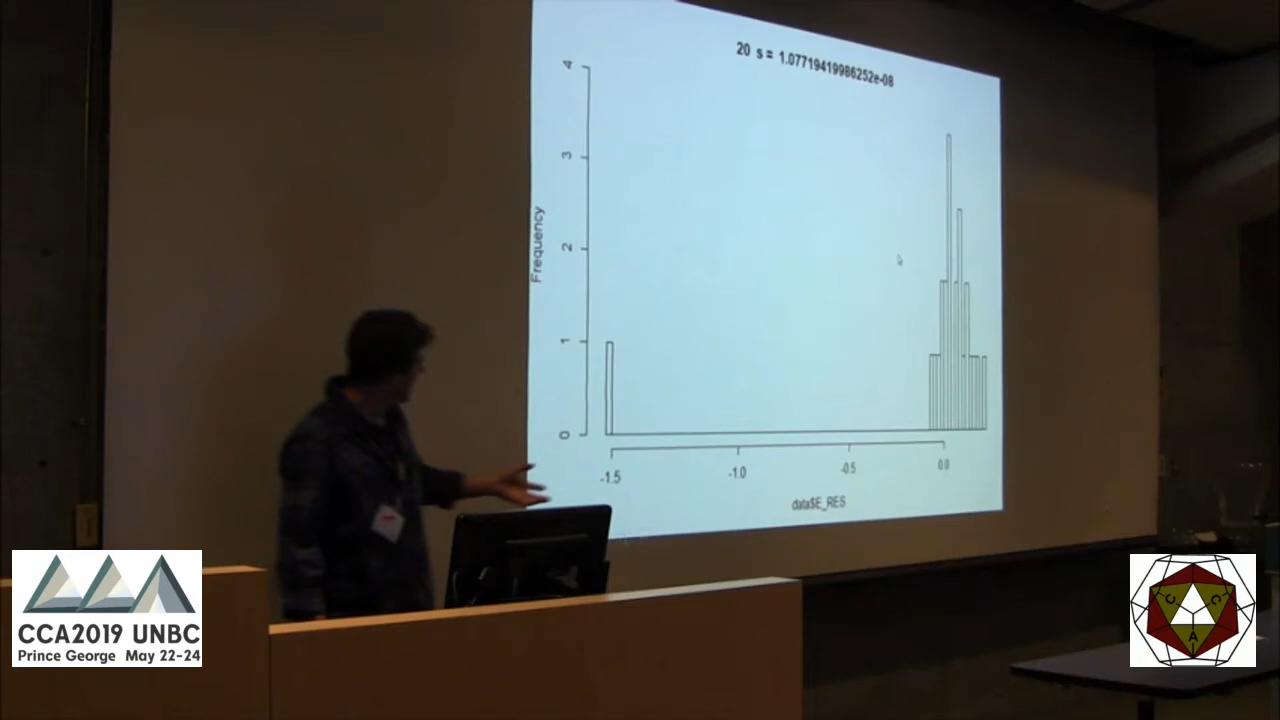 20 s = 1.07719419986252e-08
Frequency
4
3
2
1
0
-1.5
-1.0
-0.5
0.0
data$E_RES
CCA2019 UNBC
Prince George May 22-24
C C
A